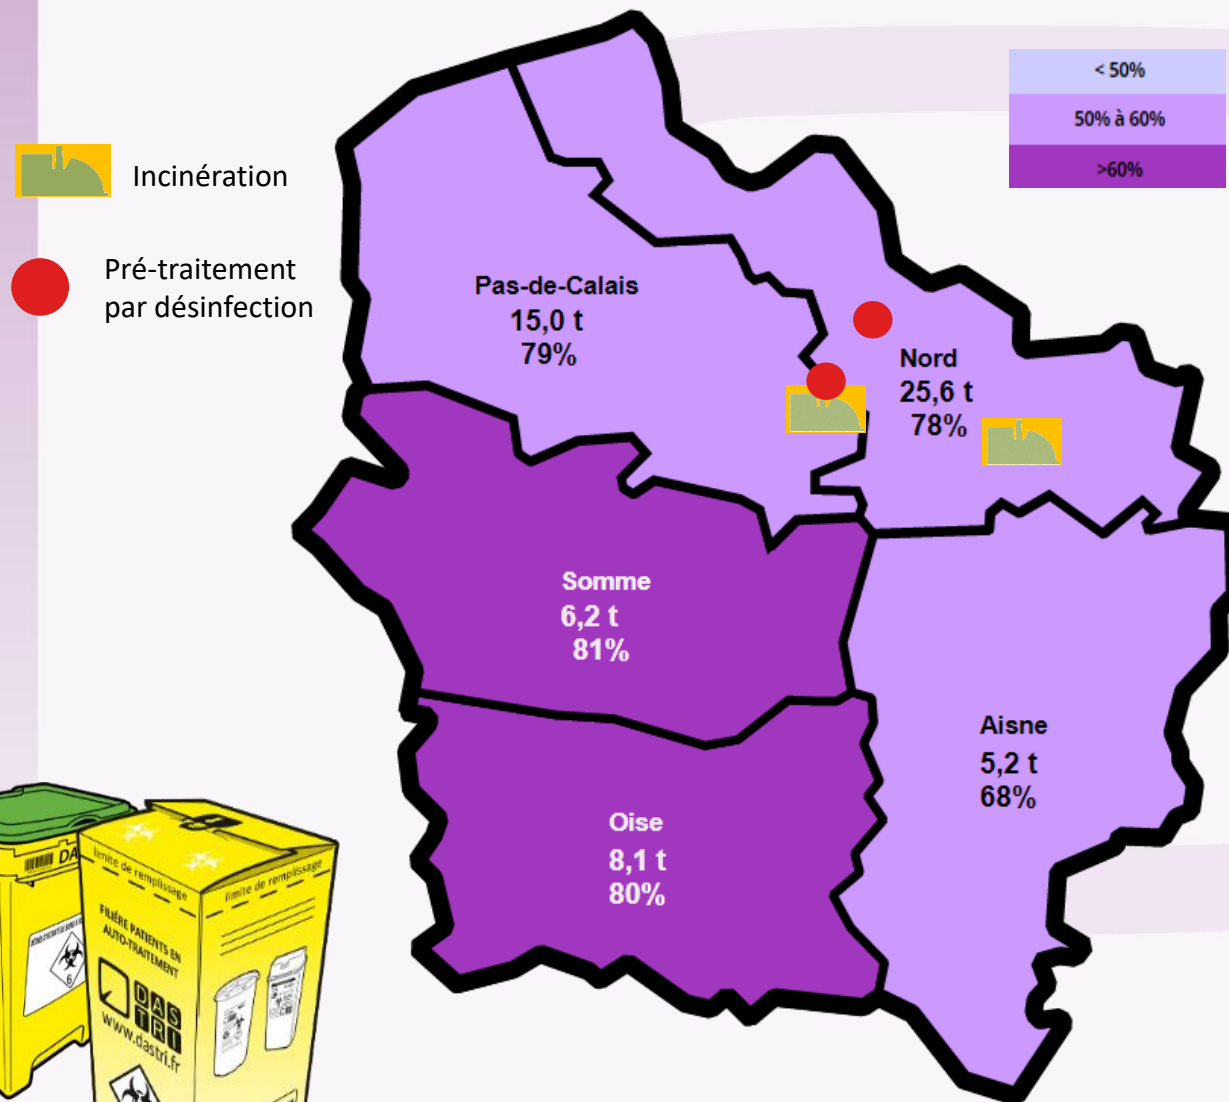 < 50%
50% à 60%
>60%
Incinération
Pré-traitement
par désinfection
Pas-de-Calais
15,0 t
79%
Nord
25,6 t
78%
Somme
6,2 t
81%
Aisne
5,2 t
68%
Oise
8,1 t
80%
DA
limite de remplissage
limite de remplissage
FILIÈRE PATIENTS EN
AUTO-TRAITEMENT
DAS
TRI
www.dastri.fr
6